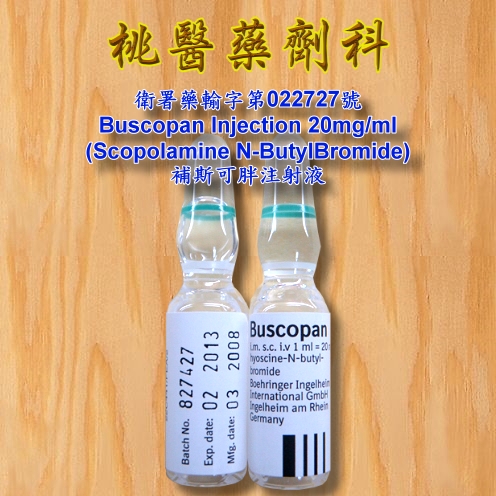 桃醫藥劑科
衛署藥輸字第022727號
Buscopan Injection 20mg/ml
(Scopolamine N-ButylBromide)
補斯可胖注射液
Batch No. 827427
Exp. date: 02 2013
Mfg. date: 03 2008
Buscopan
i.m. s.c. i.v 1 ml = 20
hyoscine-N-butyl-
bromide
Boehringer Ingelheim
International GmbH
Ingelheim am Rhein
Germany